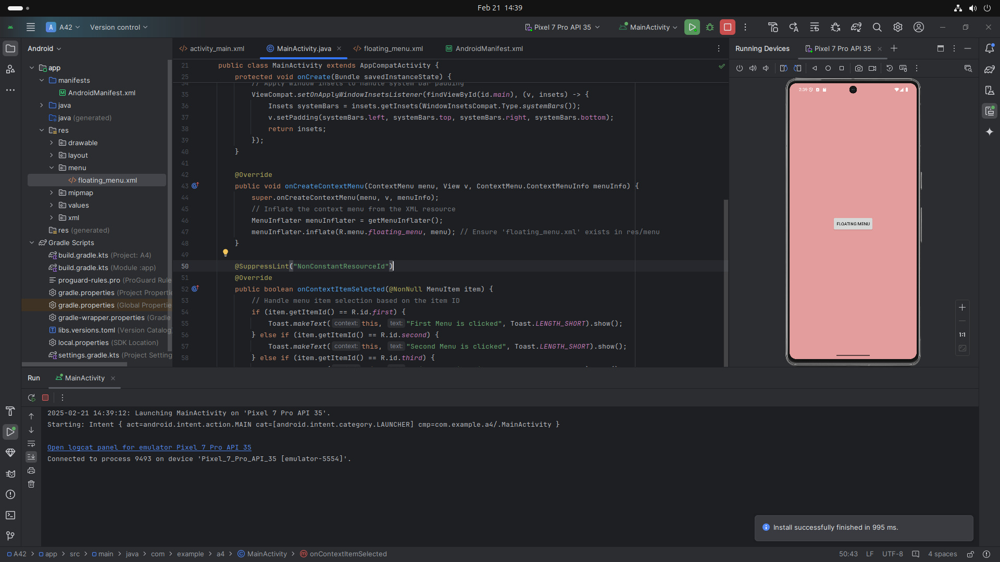 Feb 21 14:39
A A42
Version control
Pixel 7 Pro API 35
MainActivity
Android
activity_main.xml
MainActivity.java
floating_menu.xml
AndroidManifest.xml
Running Devices
Pixel 7 Pro API 35
app
manifests
AndroidManifest.xml
java
java (generated)
res
drawable
layout
menu
floating_menu.xml
mipmap
values
xml
res (generated)
Gradle Scripts
build.gradle.kts (Project: A4)
build.gradle.kts (Module :app)
proguard-rules.pro (ProGuard Rule
gradle.properties (Project Propertie
gradle.properties (Global Propertie
gradle-wrapper.properties (Gradle
libs.versions.toml (Version Catalog
local.properties (SDK Location)
settings.gradle.kts (Project Setting
21 public class MainActivity extends AppCompatActivity {
25 protected void onCreate(Bundle savedInstanceState) {
34 // Apply window insets to handle system bar padding
35 ViewCompat.setOnApplyWindowInsetsListener(findViewById(id.main), (v, insets) -> {
36 Insets systemBars = insets.getInsets(WindowInsetsCompat.Type.systemBars());
37 v.setPadding(systemBars.left, systemBars.top, systemBars.right, systemBars.bottom);
38 return insets;
39 });
40 }
41
42 @Override
43 public void onCreateContextMenu(ContextMenu menu, View v, ContextMenu.ContextMenuInfo menuInfo) {
44 super.onCreateContextMenu(menu, v, menuInfo);
45 // Inflate the context menu from the XML resource
46 MenuInflater menuInflater = getMenuInflater();
47 menuInflater.inflate(R.menu.floating_menu, menu); // Ensure 'floating_menu.xml' exists in res/menu
48 }
49
50 @SuppressLint("NonConstantResourceId")
51 @Override
52 public boolean onContextItemSelected(@NonNull MenuItem item) {
53 // Handle menu item selection based on the item ID
54 if (item.getItemId() == R.id.first) {
55 Toast.makeText( context: this, text: "First Menu is clicked", Toast.LENGTH_SHORT).show();
56 } else if (item.getItemId() == R.id.second) {
57 Toast.makeText( context: this, text: "Second Menu is clicked", Toast.LENGTH_SHORT).show();
58 } else if (item.getItemId() == R.id.third) {
2:39
FLOATING MENU
1:1
Run
MainActivity
2025-02-21 14:39:12: Launching MainActivity on 'Pixel 7 Pro API 35'.
Starting: Intent { act=android.intent.action.MAIN cat=[android.intent.category.LAUNCHER] cmp=com.example.a4/.MainActivity }
Open logcat panel for emulator Pixel 7 Pro API 35
Connected to process 9493 on device 'Pixel_7_Pro_API_35 [emulator-5554]'.
Install successfully finished in 995 ms.
A42 > app > src > main > java > com > example > a4 > MainActivity > onContextItemSelected
50:43 LF UTF-8 4 spaces